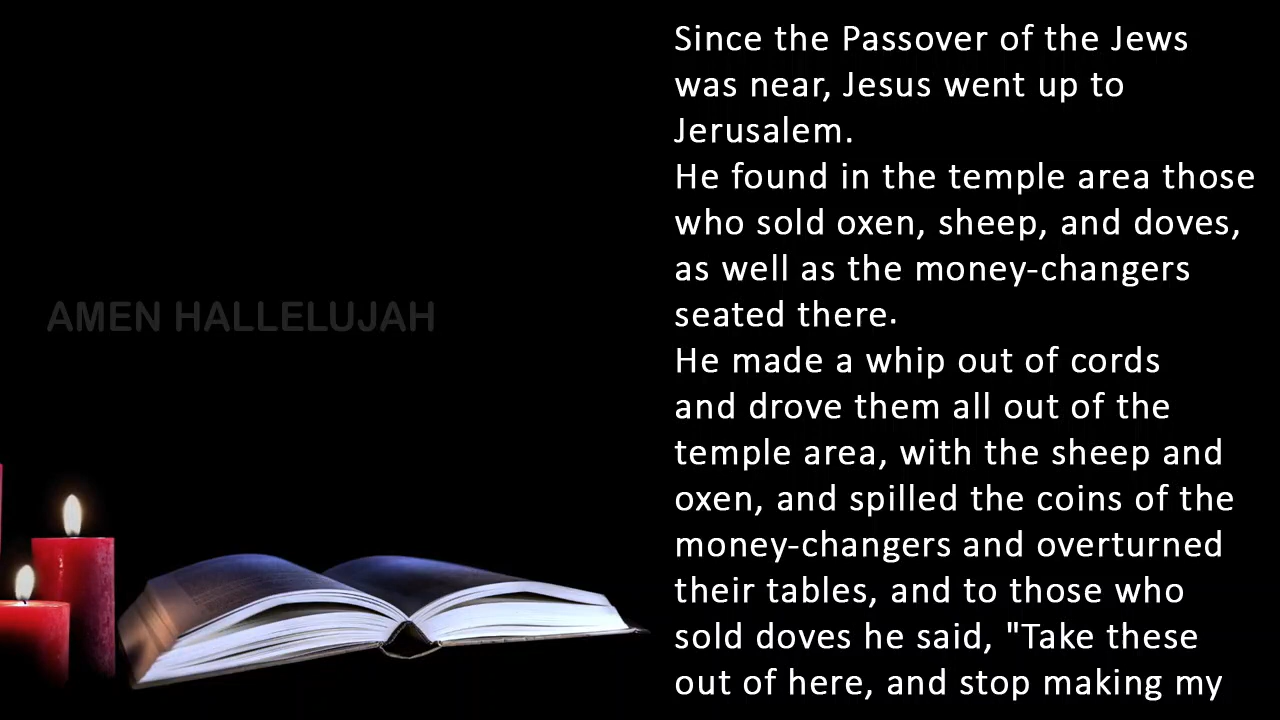 Since the Passover of the Jews
was near, Jesus went up to
Jerusalem.
He found in the temple area those
who sold oxen, sheep, and doves,
as well as the money-changers
seated there.
He made a whip out of cords
and drove them all out of the
temple area, with the sheep and
oxen, and spilled the coins of the
money-changers and overturned
their tables, and to those who
sold doves he said, "Take these
out of here, and stop making my
AMEN HALLELUJAH